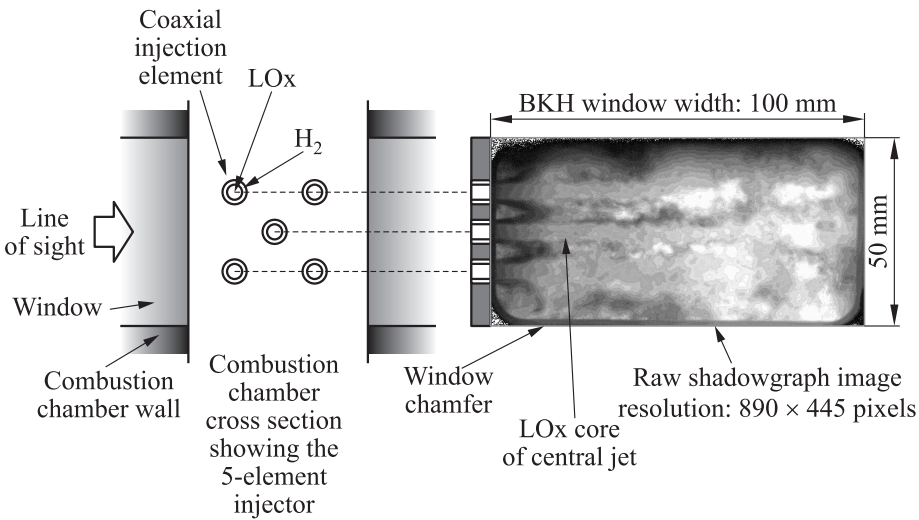 Coaxial
injection
element
LOx
H2
Line
of sight
Window
Combustion
chamber wall
Combustion
chamber
cross section
showing the
5-element
injector
BKH window width: 100 mm
50 mm
Window
chamfer
LOx core
of central jet
Raw shadowgraph image
resolution: 890 × 445 pixels